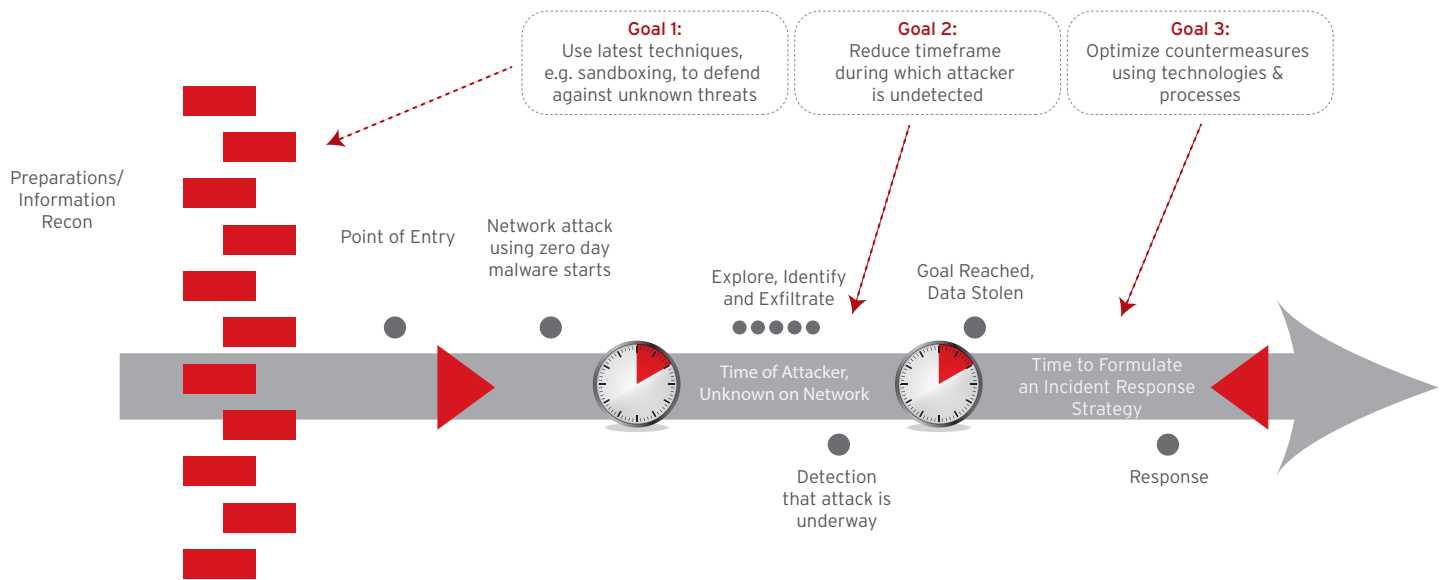 Goal 1:
Use latest techniques,
e.g. sandboxing, to defend
against unknown threats
Goal 2:
Reduce timeframe
during which attacker
is undetected
Goal 3:
Optimize countermeasures
using technologies &
processes
Preparations/
Information
Recon
Point of Entry
Network attack
using zero day
malware starts
Explore, Identify
and Exfiltrate
Goal Reached,
Data Stolen
Time of Attacker,
Unknown on Network
Time to Formulate
an Incident Response
Strategy
Detection
that attack is
underway
Response